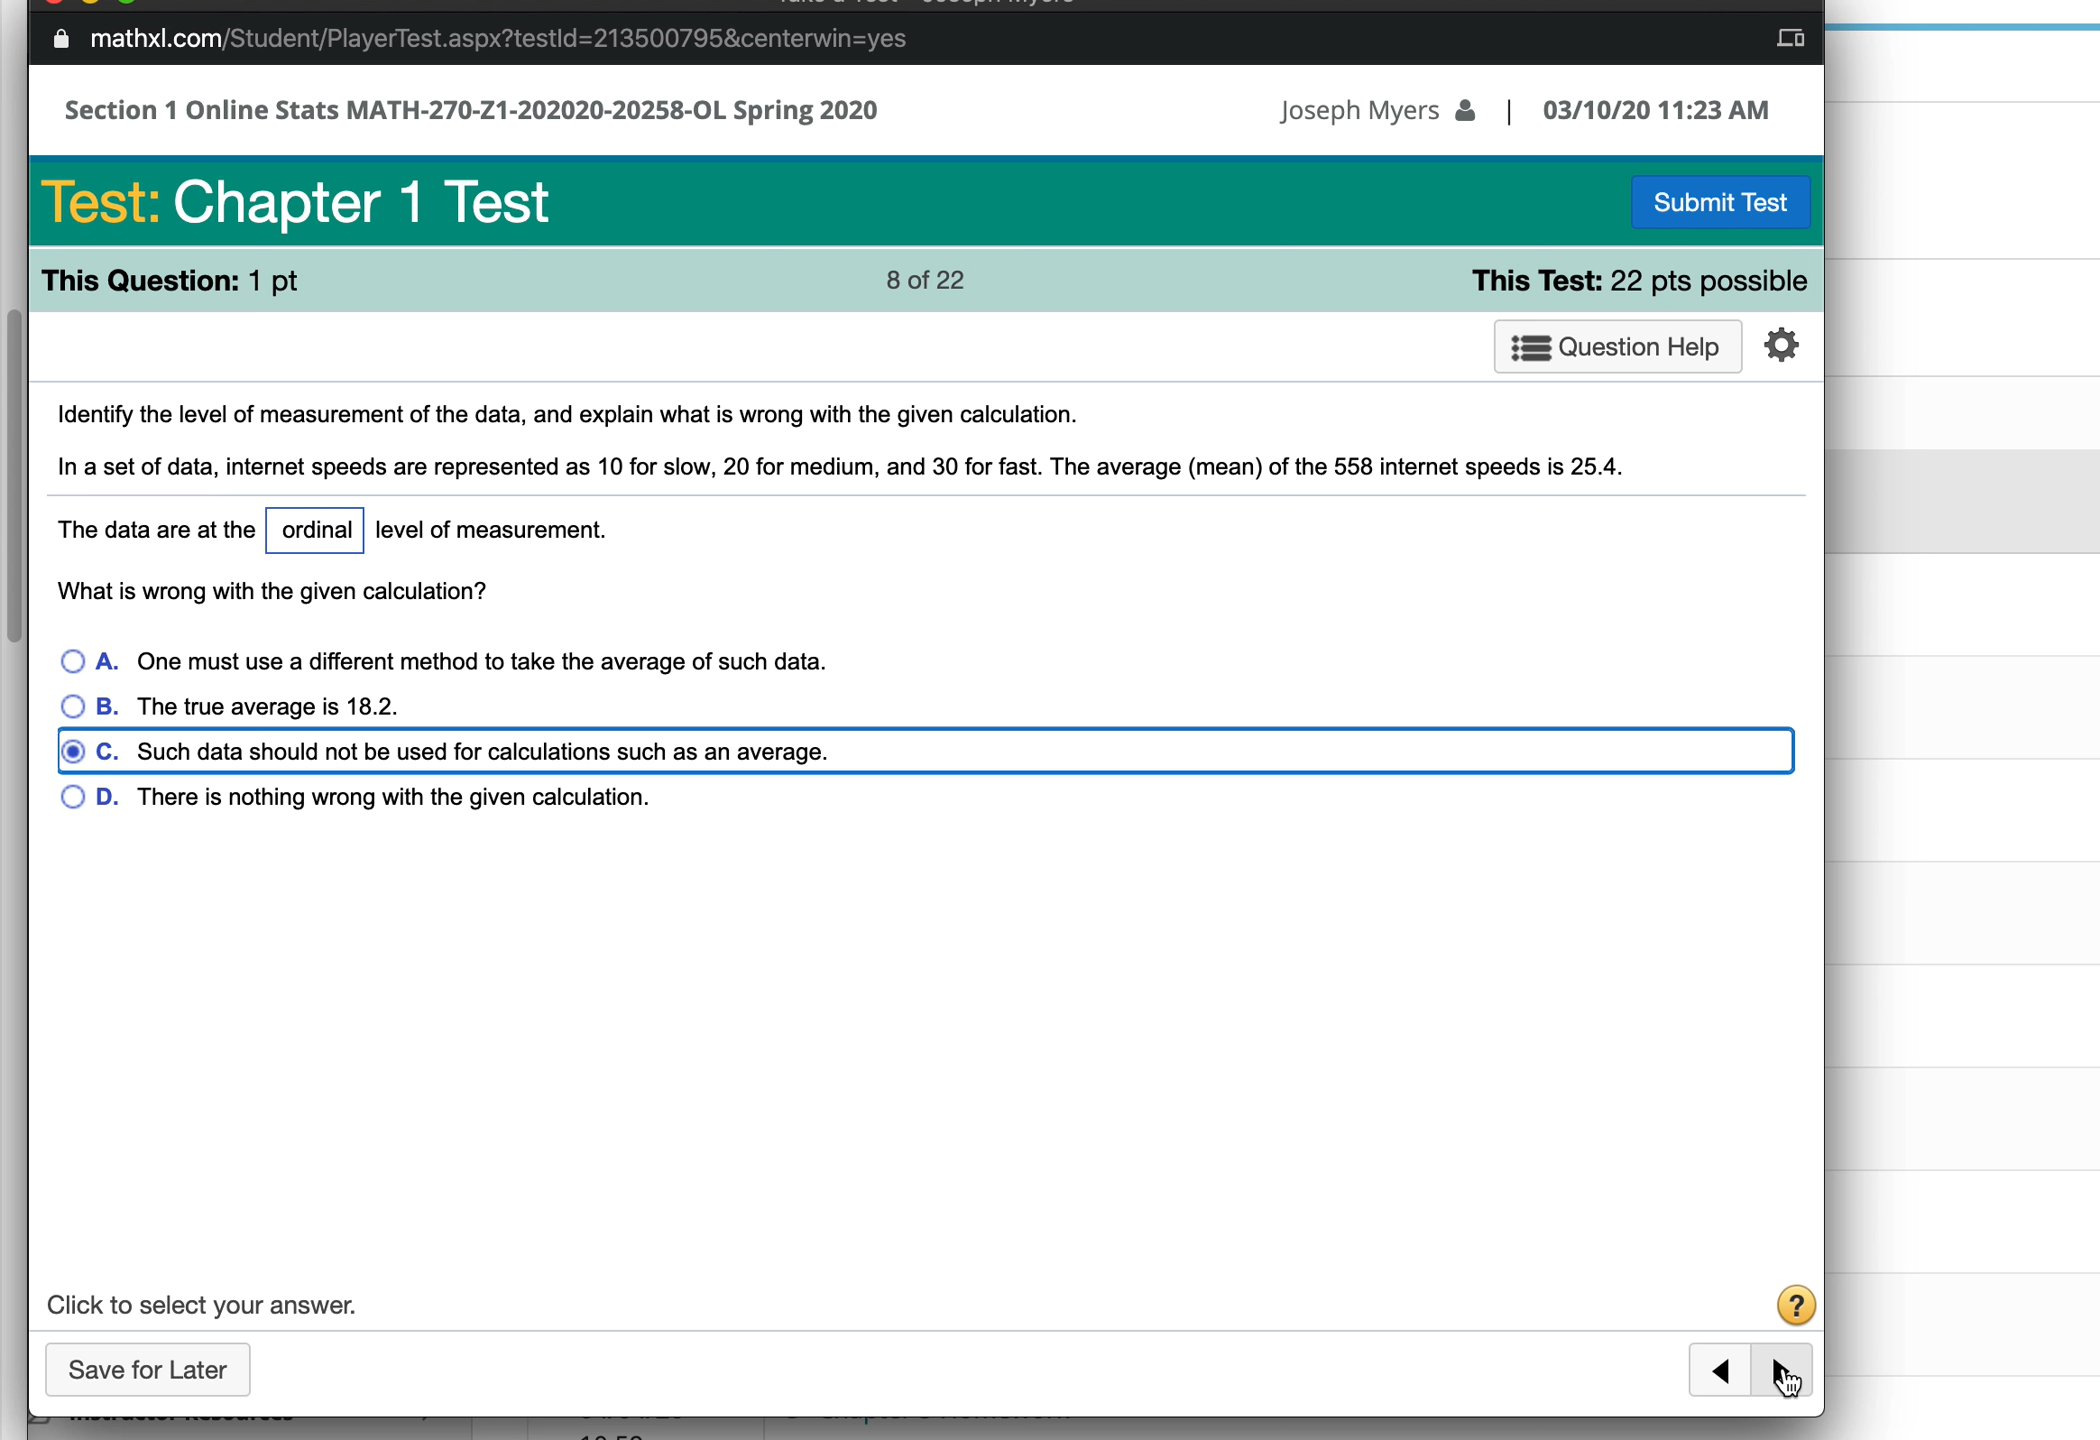 mathxl.com/Student/PlayerTest.aspx?testId=213500795&centerwin=yes
Section 1 Online Stats MATH-270-Z1-202020-20258-OL Spring 2020
Joseph Myers | 03/10/20 11:23 AM
Test: Chapter 1 Test
Submit Test
This Question: 1 pt
8 of 22
This Test: 22 pts possible
Question Help
Identify the level of measurement of the data, and explain what is wrong with the given calculation.
In a set of data, internet speeds are represented as 10 for slow, 20 for medium, and 30 for fast. The average (mean) of the 558 internet speeds is 25.4.
The data are at the ordinal level of measurement.
What is wrong with the given calculation?
A. One must use a different method to take the average of such data.
B. The true average is 18.2.
C. Such data should not be used for calculations such as an average.
D. There is nothing wrong with the given calculation.
Click to select your answer.
?
Save for Later